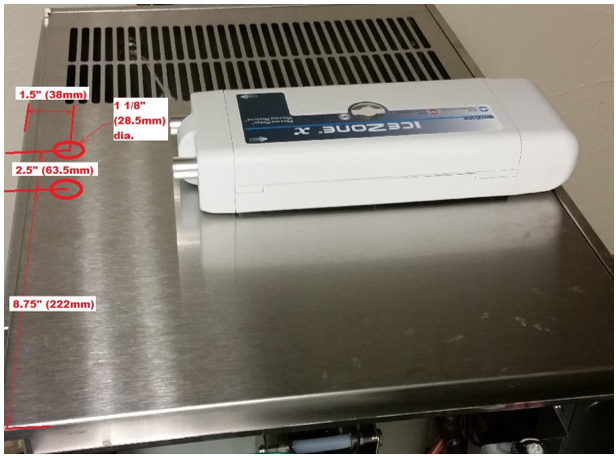 1.5" (38mm)
1 1/8"
(28.5mm)
dia.
2.5" (63.5mm)
8.75" (222mm)
ICEZONE® X